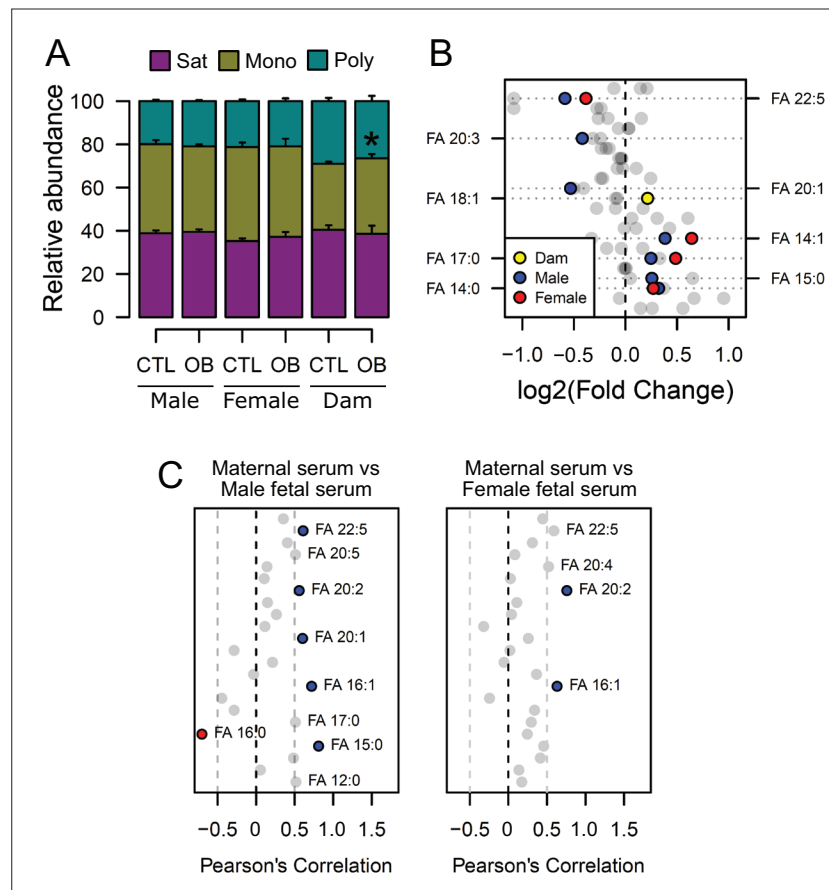 A
Sat Mono Poly
Relative abundance
100
80
60
40
20
0
*
CTL OB CTL OB CTL OB
Male Female Dam
B
FA 22:5
FA 20:3
FA 20:1
FA 18:1
FA 14:1
FA 17:0
FA 15:0
FA 14:0
Dam
Male
Female
−1.0 −0.5 0.0 0.5 1.0
log2(Fold Change)
C
Maternal serum vs
Male fetal serum
FA 22:5
FA 20:5
FA 20:2
FA 20:1
FA 16:1
FA 17:0
FA 16:0
FA 15:0
FA 12:0
−0.5 0 0.5 1.0 1.5
Pearson's Correlation
Maternal serum vs
Female fetal serum
FA 22:5
FA 20:4
FA 20:2
FA 16:1
−0.5 0 0.5 1.0 1.5
Pearson's Correlation